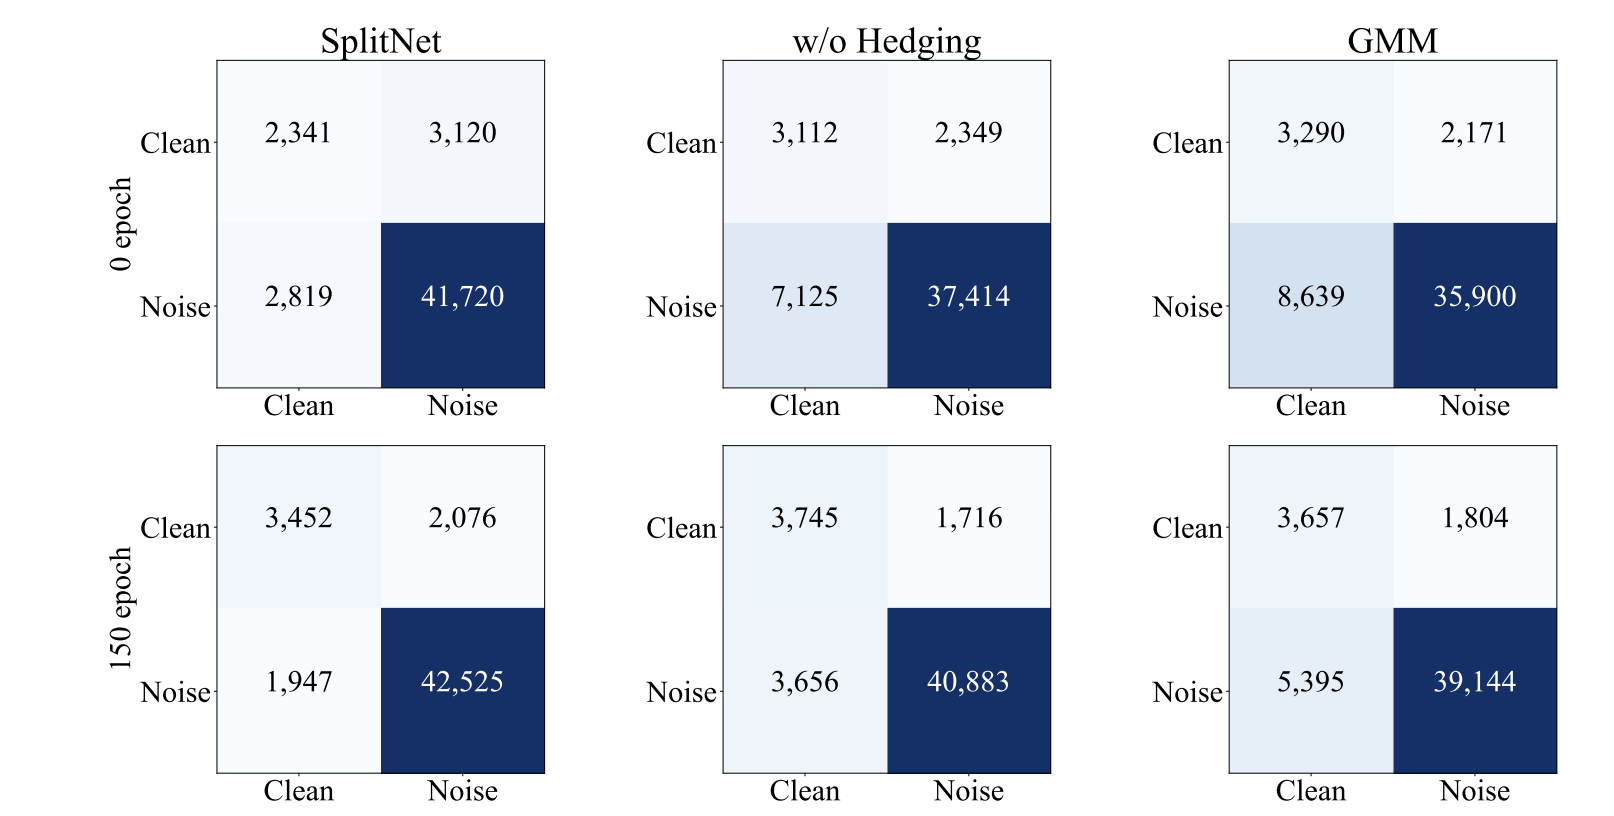 SplitNet w/o Hedging GMM
Clean 2,341 3,120 Clean 3,112 2,349 Clean 3,290 2,171
0 epoch
Noise 2,819 41,720 Noise 7,125 37,414 Noise 8,639 35,900
Clean Noise Clean Noise Clean Noise
Clean 3,452 2,076 Clean 3,745 1,716 Clean 3,657 1,804
150 epoch
Noise 1,947 42,525 Noise 3,656 40,883 Noise 5,395 39,144
Clean Noise Clean Noise Clean Noise